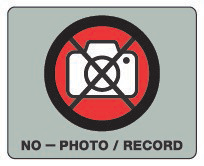 NO – PHOTO / RECORD